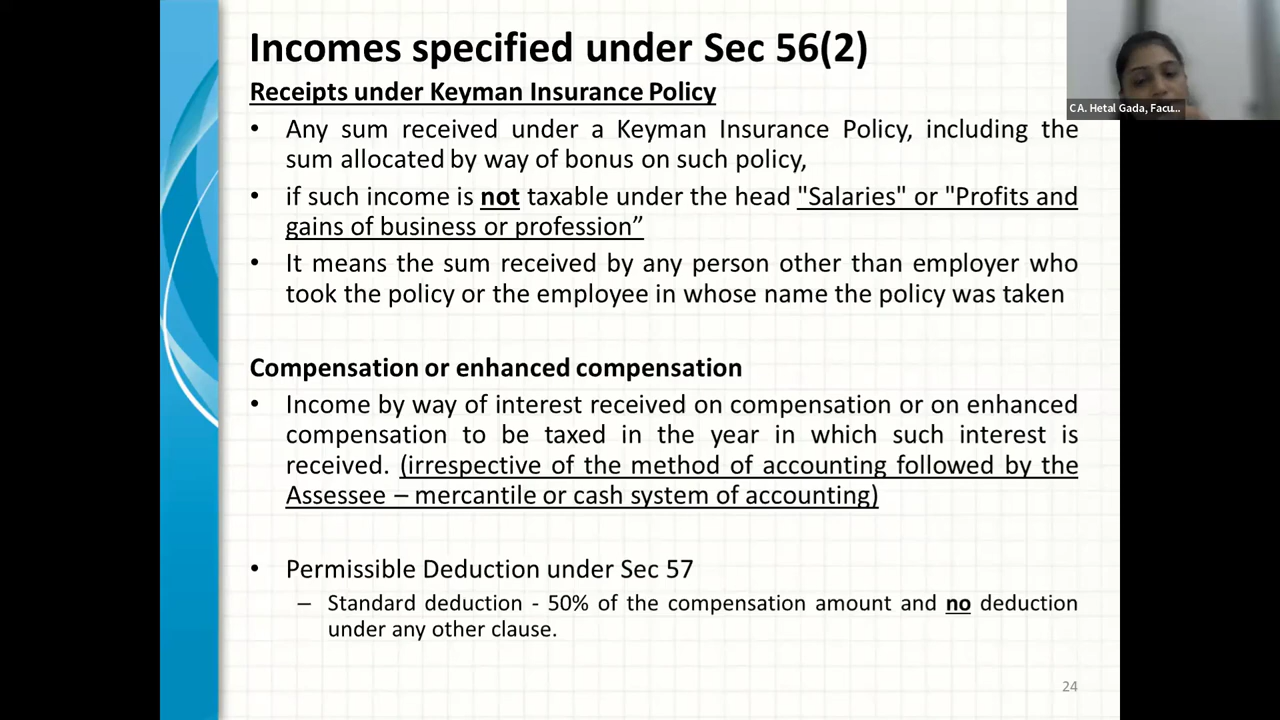 Incomes specified under Sec 56(2)
Receipts under Keyman Insurance Policy
• Any sum received under a Keyman Insurance Policy, including the
sum allocated by way of bonus on such policy,
• if such income is not taxable under the head "Salaries" or "Profits and
gains of business or profession”
• It means the sum received by any person other than employer who
took the policy or the employee in whose name the policy was taken
Compensation or enhanced compensation
• Income by way of interest received on compensation or on enhanced
compensation to be taxed in the year in which such interest is
received. (irrespective of the method of accounting followed by the
Assessee – mercantile or cash system of accounting)
• Permissible Deduction under Sec 57
– Standard deduction - 50% of the compensation amount and no deduction
under any other clause.
24
CA. Hetal Gada, Facu...